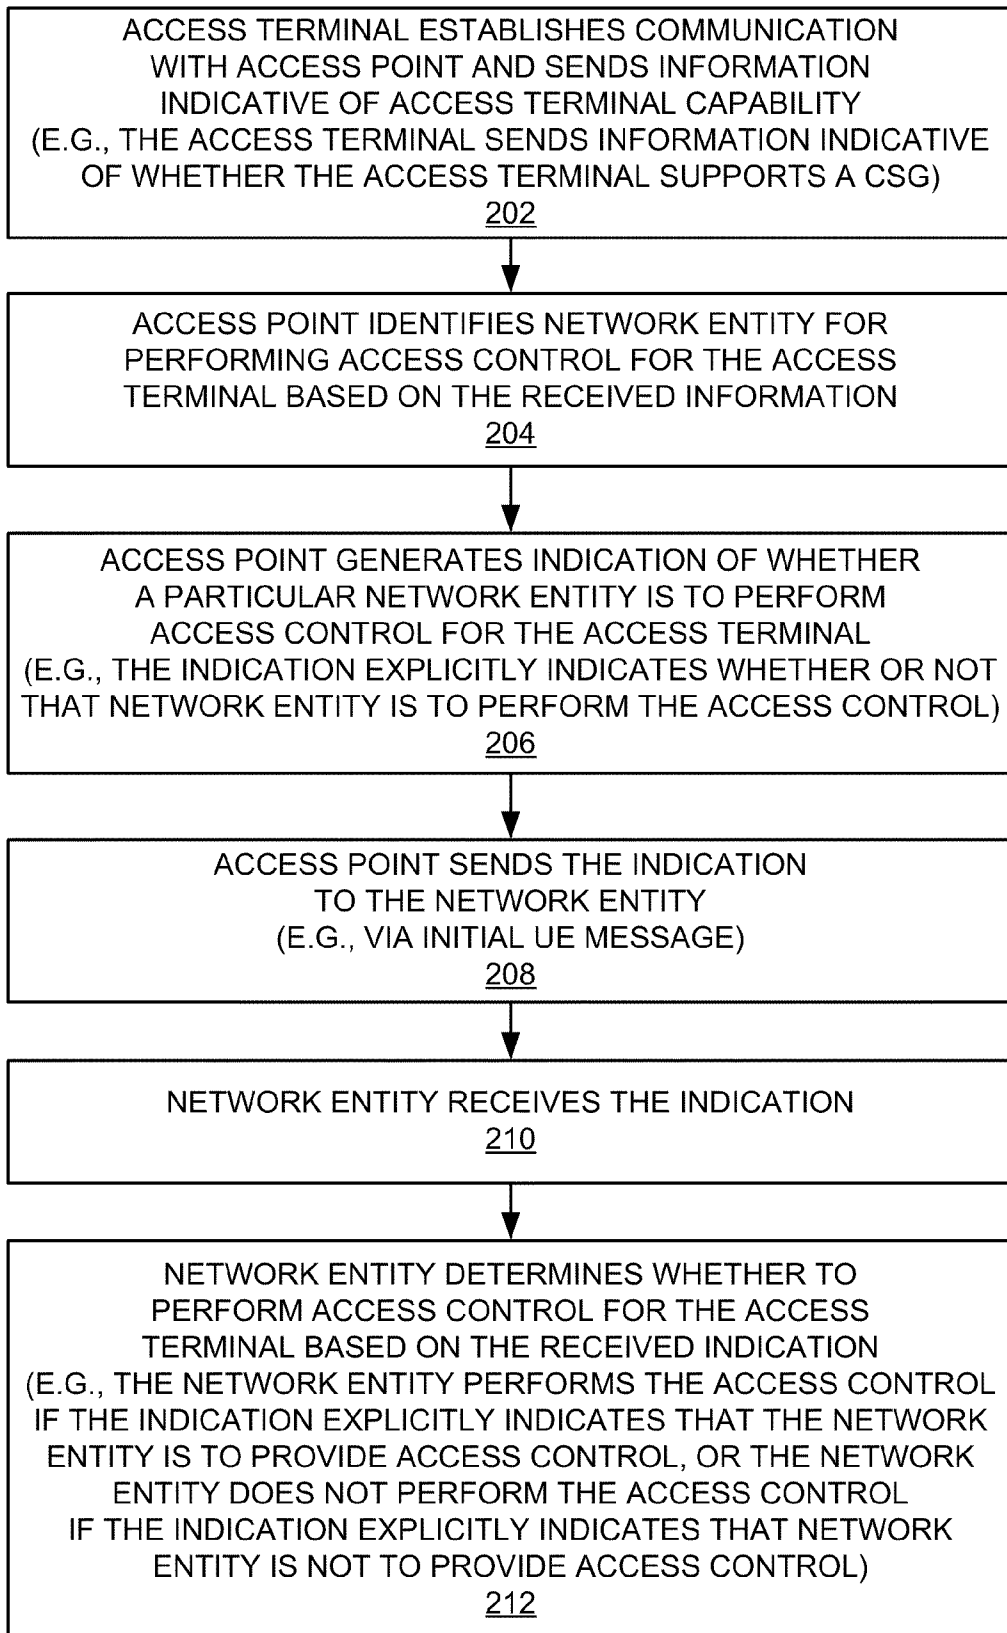 ACCESS TERMINAL ESTABLISHES COMMUNICATION
WITH ACCESS POINT AND SENDS INFORMATION
INDICATIVE OF ACCESS TERMINAL CAPABILITY
(E.G., THE ACCESS TERMINAL SENDS INFORMATION INDICATIVE
OF WHETHER THE ACCESS TERMINAL SUPPORTS A CSG)
202
ACCESS POINT IDENTIFIES NETWORK ENTITY FOR
PERFORMING ACCESS CONTROL FOR THE ACCESS
TERMINAL BASED ON THE RECEIVED INFORMATION
204
ACCESS POINT GENERATES INDICATION OF WHETHER
A PARTICULAR NETWORK ENTITY IS TO PERFORM
ACCESS CONTROL FOR THE ACCESS TERMINAL
(E.G., THE INDICATION EXPLICITLY INDICATES WHETHER OR NOT
THAT NETWORK ENTITY IS TO PERFORM THE ACCESS CONTROL)
206
ACCESS POINT SENDS THE INDICATION
TO THE NETWORK ENTITY
(E.G., VIA INITIAL UE MESSAGE)
208
NETWORK ENTITY RECEIVES THE INDICATION
210
NETWORK ENTITY DETERMINES WHETHER TO
PERFORM ACCESS CONTROL FOR THE ACCESS
TERMINAL BASED ON THE RECEIVED INDICATION
(E.G., THE NETWORK ENTITY PERFORMS THE ACCESS CONTROL
IF THE INDICATION EXPLICITLY INDICATES THAT THE NETWORK
ENTITY IS TO PROVIDE ACCESS CONTROL, OR THE NETWORK
ENTITY DOES NOT PERFORM THE ACCESS CONTROL
IF THE INDICATION EXPLICITLY INDICATES THAT NETWORK
ENTITY IS NOT TO PROVIDE ACCESS CONTROL)
212